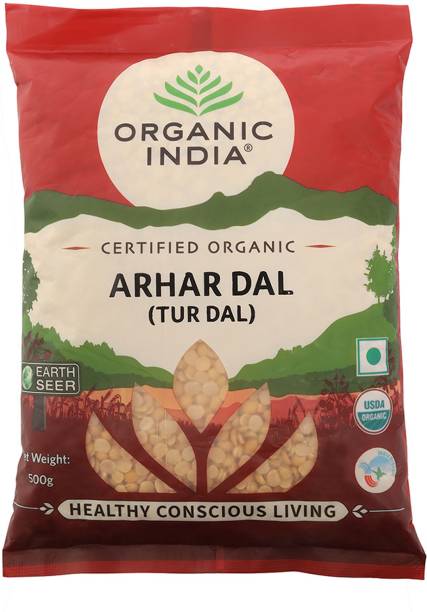 ORGANIC
INDIA®
CERTIFIED ORGANIC
ARHAR DAL
(TUR DAL)
EARTH
SEER
USDA
ORGANIC
et Weight:
500g
HEALTHY CONSCIOUS LIVING